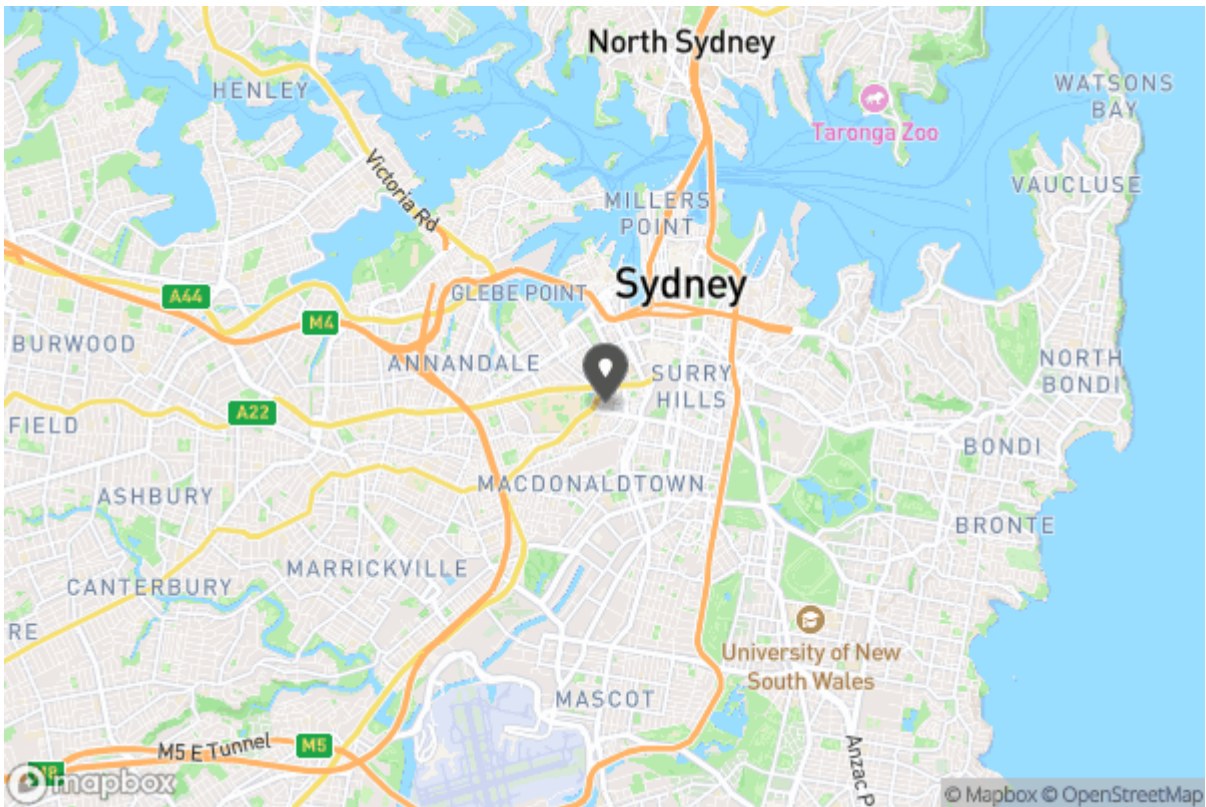 North Sydney
HENLEY
WATSONS
BAY
Taronga Zoo
Victoria Rd
VAUCLUSE
MILLERS
POINT
Sydney
A44
GLEBE POINT
M4
BURWOOD
ANNANDALE
NORTH
BONDI
SURRY
HILLS
A22
FIELD
BONDI
MACDONALDTOWN
ASHBURY
BRONTE
MARRICKVILLE
CANTERBURY
RE
University of New
South Wales
MASCOT
M5 E Tunnel
M5
Anzac P
mapbox
© Mapbox © OpenStreetMap